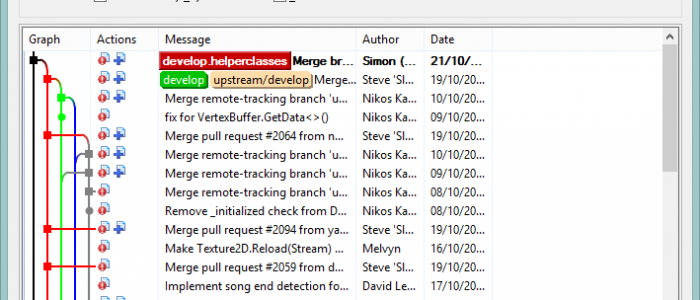 Graph Actions Message Author Date
develop.helperclasses Merge br... Simon (... 21/10/...
develop upstream/develop Merge... Steve 'Sl... 19/10/20...
Merge remote-tracking branch 'u... Nikos Ka... 10/10/20...
fix for VertexBuffer.GetData<>() Nikos Ka... 09/10/20...
Merge pull request #2064 from n... Steve 'Sl... 19/10/20...
Merge remote-tracking branch 'u... Nikos Ka... 10/10/20...
Merge remote-tracking branch 'u... Nikos Ka... 09/10/20...
Merge remote-tracking branch 'u... Nikos Ka... 08/10/20...
Remove _initialized check from D... Nikos Ka... 08/10/20...
Merge pull request #2094 from ya... Steve 'Sl... 19/10/20...
Make Texture2D.Reload(Stream) ... Melvyn 16/10/20...
Merge pull request #2059 from d... Steve 'Sl... 19/10/20...
Implement song end detection fo... David Le... 17/10/20...